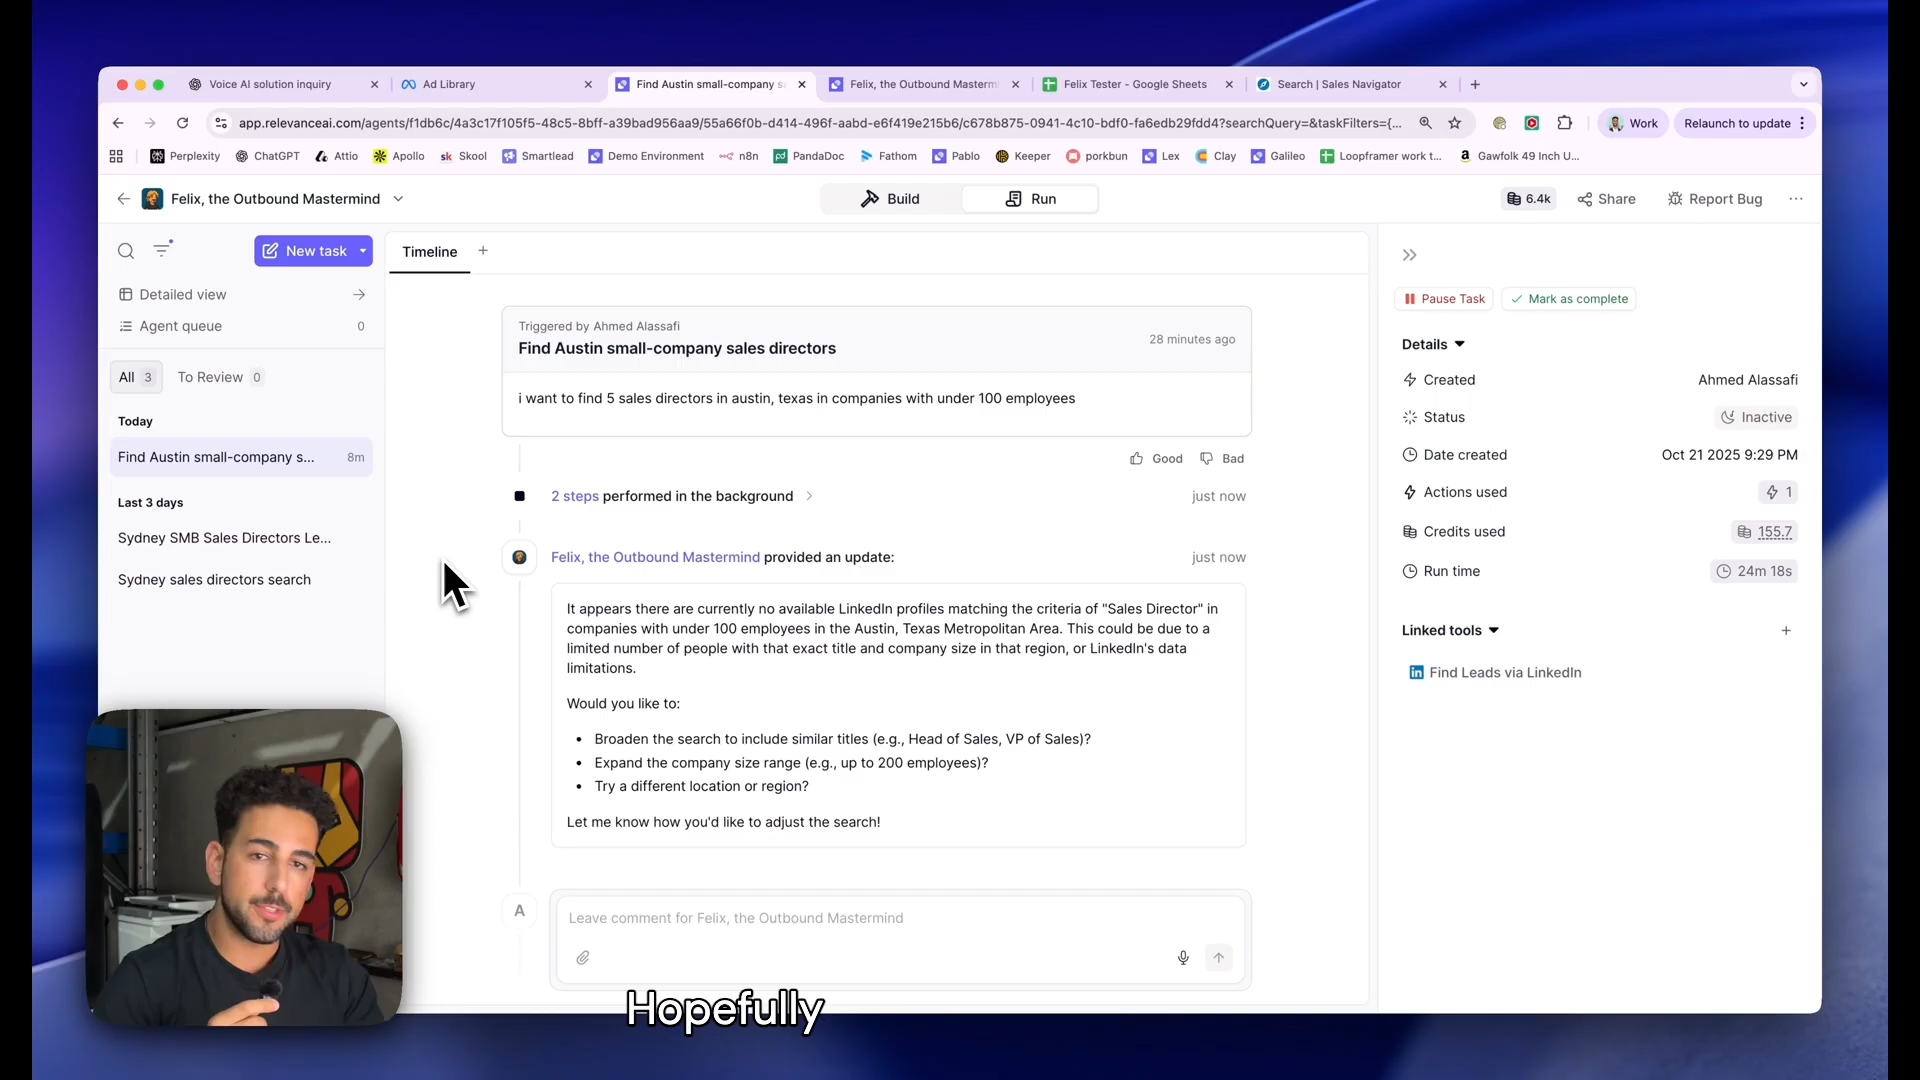 Voice AI solution inquiry
Ad Library
Find Austin small-company s
Felix, the Outbound Masterm
Felix Tester - Google Sheets
Search | Sales Navigator
app.relevanceai.com/agents/f1db6c/4a3c17f105f5-48c5-8bff-a39bad956aa9/55a66f0b-d414-496f-aabd-e6f419e215b6/c678b875-0941-4c10-bdf0-fa6edb29fdd4?searchQuery=&taskFilters={...
Work
Relaunch to update
Perplexity
ChatGPT
Attio
Apollo
sk Skool
Smartlead
Demo Environment
n8n
PandaDoc
Fathom
Pablo
Keeper
porkbun
Lex
Clay
Galileo
Loopframer work t...
Gawfolk 49 Inch U...
Felix, the Outbound Mastermind
Build
Run
6.4k
Share
Report Bug
New task
Detailed view
Agent queue 0
All 3
To Review 0
Today
Find Austin small-company s... 8m
Last 3 days
Sydney SMB Sales Directors Le...
Sydney sales directors search
Timeline
Triggered by Ahmed Alassafi
Find Austin small-company sales directors
28 minutes ago
i want to find 5 sales directors in austin, texas in companies with under 100 employees
Good
Bad
2 steps performed in the background
just now
Felix, the Outbound Mastermind provided an update:
just now
It appears there are currently no available LinkedIn profiles matching the criteria of "Sales Director" in
companies with under 100 employees in the Austin, Texas Metropolitan Area. This could be due to a
limited number of people with that exact title and company size in that region, or LinkedIn's data
limitations.
Would you like to:
• Broaden the search to include similar titles (e.g., Head of Sales, VP of Sales)?
• Expand the company size range (e.g., up to 200 employees)?
• Try a different location or region?
Let me know how you'd like to adjust the search!
A
Leave comment for Felix, the Outbound Mastermind
Pause Task
Mark as complete
Details
Created Ahmed Alassafi
Status Inactive
Date created Oct 21 2025 9:29 PM
Actions used 1
Credits used 155.7
Run time 24m 18s
Linked tools
Find Leads via LinkedIn
Hopefully